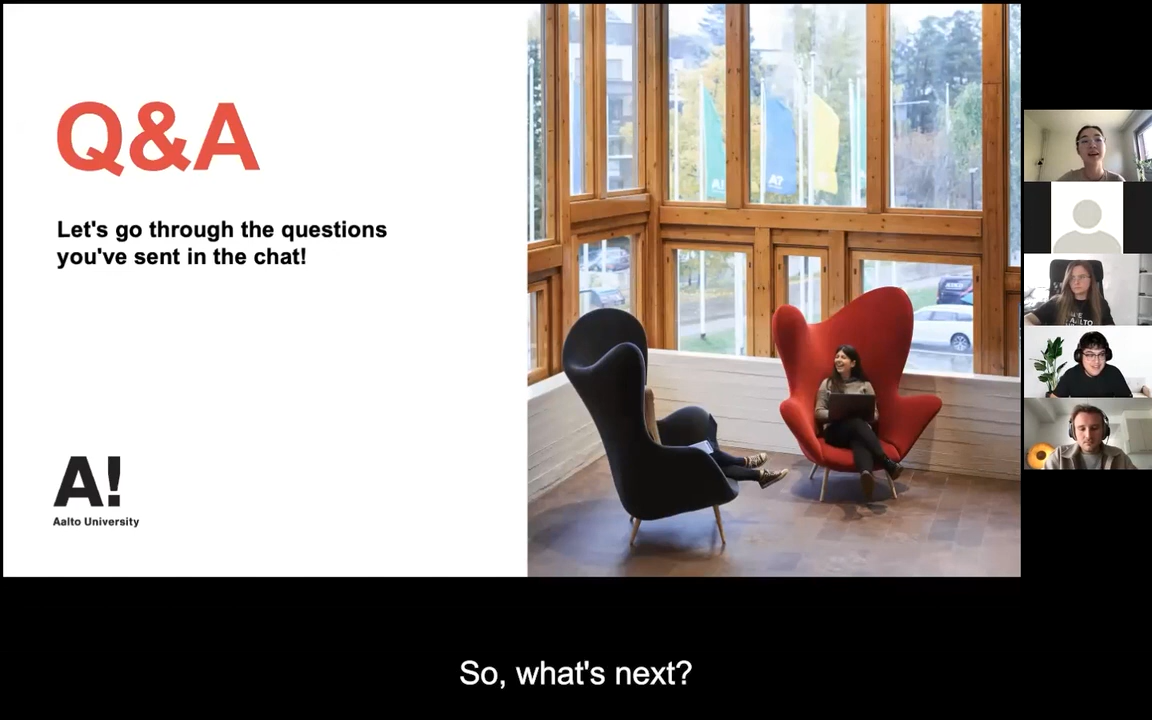 Q&A
Let's go through the questions
you've sent in the chat!
A!
Aalto University
A!
A?
So, what's next?